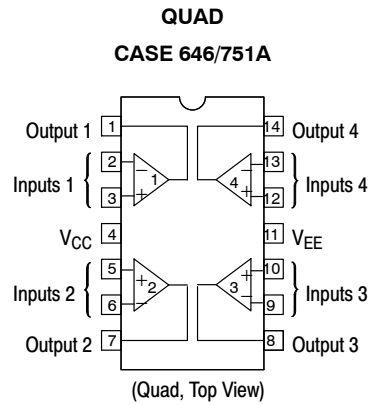 QUAD
CASE 646/751A
Output 1 1 14 Output 4
2 − − 13
Inputs 1 1 4 Inputs 4
3 + + 12
VCC 4 11 VEE
5 + + 10
Inputs 2 2 3 Inputs 3
6 − − 9
Output 2 7 8 Output 3
(Quad, Top View)